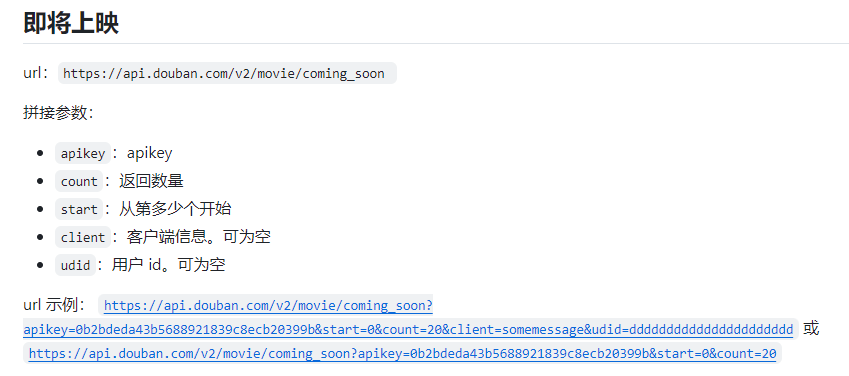 即将上映
url：https://api.douban.com/v2/movie/coming_soon
拼接参数：
apikey：apikey
count：返回数量
start：从第多少个开始
client：客户端信息。可为空
udid：用户 id。可为空
url 示例：https://api.douban.com/v2/movie/coming_soon?
apikey=0b2bdeda43b5688921839c8ecb20399b&start=0&count=20&client=somemessage&udid=dddddddddddddddddddddd 或
https://api.douban.com/v2/movie/coming_soon?apikey=0b2bdeda43b5688921839c8ecb20399b&start=0&count=20